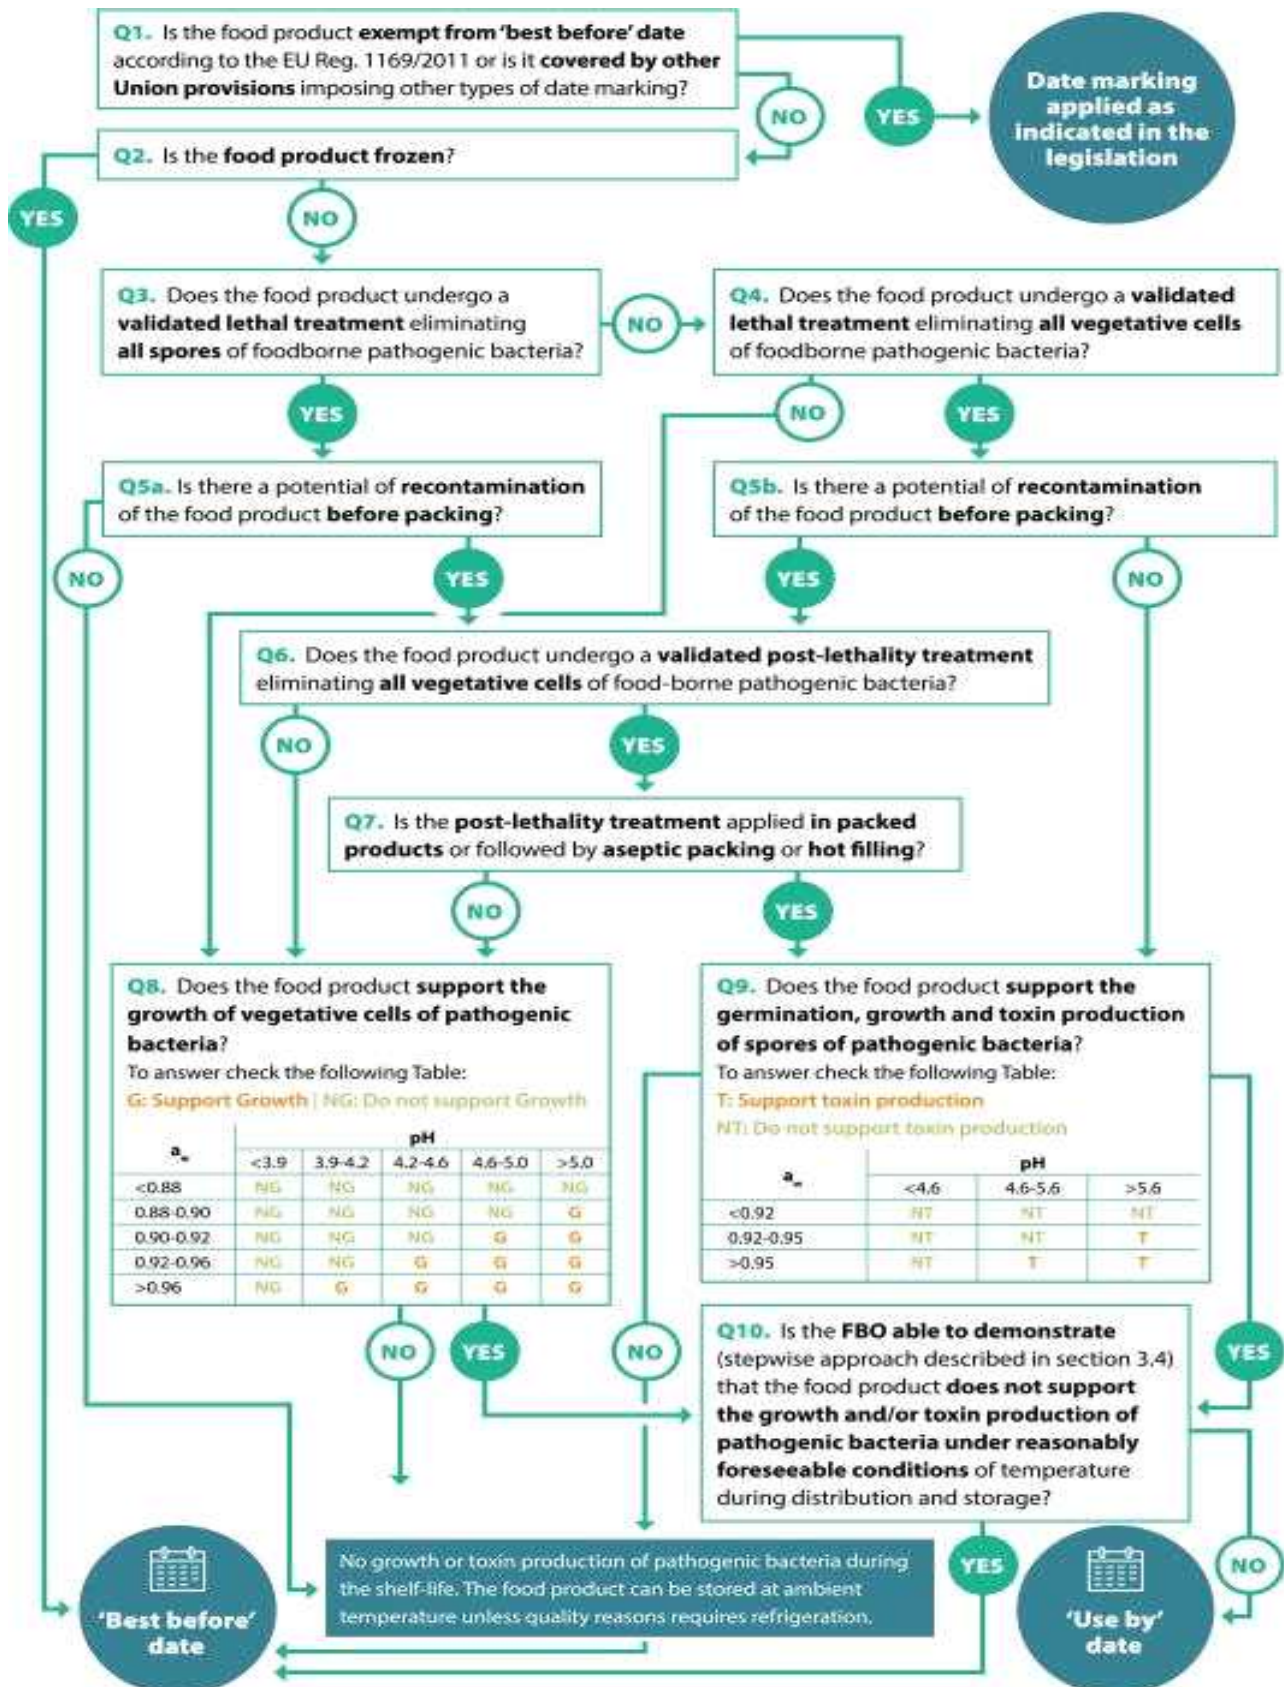 Q1. Is the food product exempt from 'best before' date
according to the EU Reg. 1169/2011 or is it covered by other
Union provisions imposing other types of date marking?
NO
YES
Date marking
applied as
indicated in the
legislation
Q2. Is the food product frozen?
YES
NO
Q3. Does the food product undergo a
validated lethal treatment eliminating
all spores of foodborne pathogenic bacteria?
NO
Q4. Does the food product undergo a validated
lethal treatment eliminating all vegetative cells
of foodborne pathogenic bacteria?
YES
NO
YES
Q5a. Is there a potential of recontamination
of the food product before packing?
Q5b. Is there a potential of recontamination
of the food product before packing?
NO
YES
YES
NO
Q6. Does the food product undergo a validated post-lethality treatment
eliminating all vegetative cells of food-borne pathogenic bacteria?
NO
YES
Q7. Is the post-lethality treatment applied in packed
products or followed by aseptic packing or hot filling?
NO
YES
Q8. Does the food product support the
growth of vegetative cells of pathogenic
bacteria?
To answer check the following Table:
G: Support Growth | NG: Do not support Growth
pH
aw
<3.9 3.9-4.2 4.2-4.6 4.6-5.0 >5.0
<0.88 NG NG NG NG NG
0.88-0.90 NG NG NG NG G
0.90-0.92 NG NG NG G G
0.92-0.96 NG NG G G G
>0.96 NG G G G G
Q9. Does the food product support the
germination, growth and toxin production
of spores of pathogenic bacteria?
To answer check the following Table:
T: Support toxin production
NT: Do not support toxin production
pH
aw
<4.6 4.6-5.6 >5.6
<0.92 NT NT NT
0.92-0.95 NT NT T
>0.95 NT T T
NO
YES
NO
YES
Q10. Is the FBO able to demonstrate
(stepwise approach described in section 3.4)
that the food product does not support
the growth and/or toxin production of
pathogenic bacteria under reasonably
foreseeable conditions of temperature
during distribution and storage?
YES
NO
'Best before'
date
No growth or toxin production of pathogenic bacteria during
the shelf-life. The food product can be stored at ambient
temperature unless quality reasons requires refrigeration.
'Use by'
date